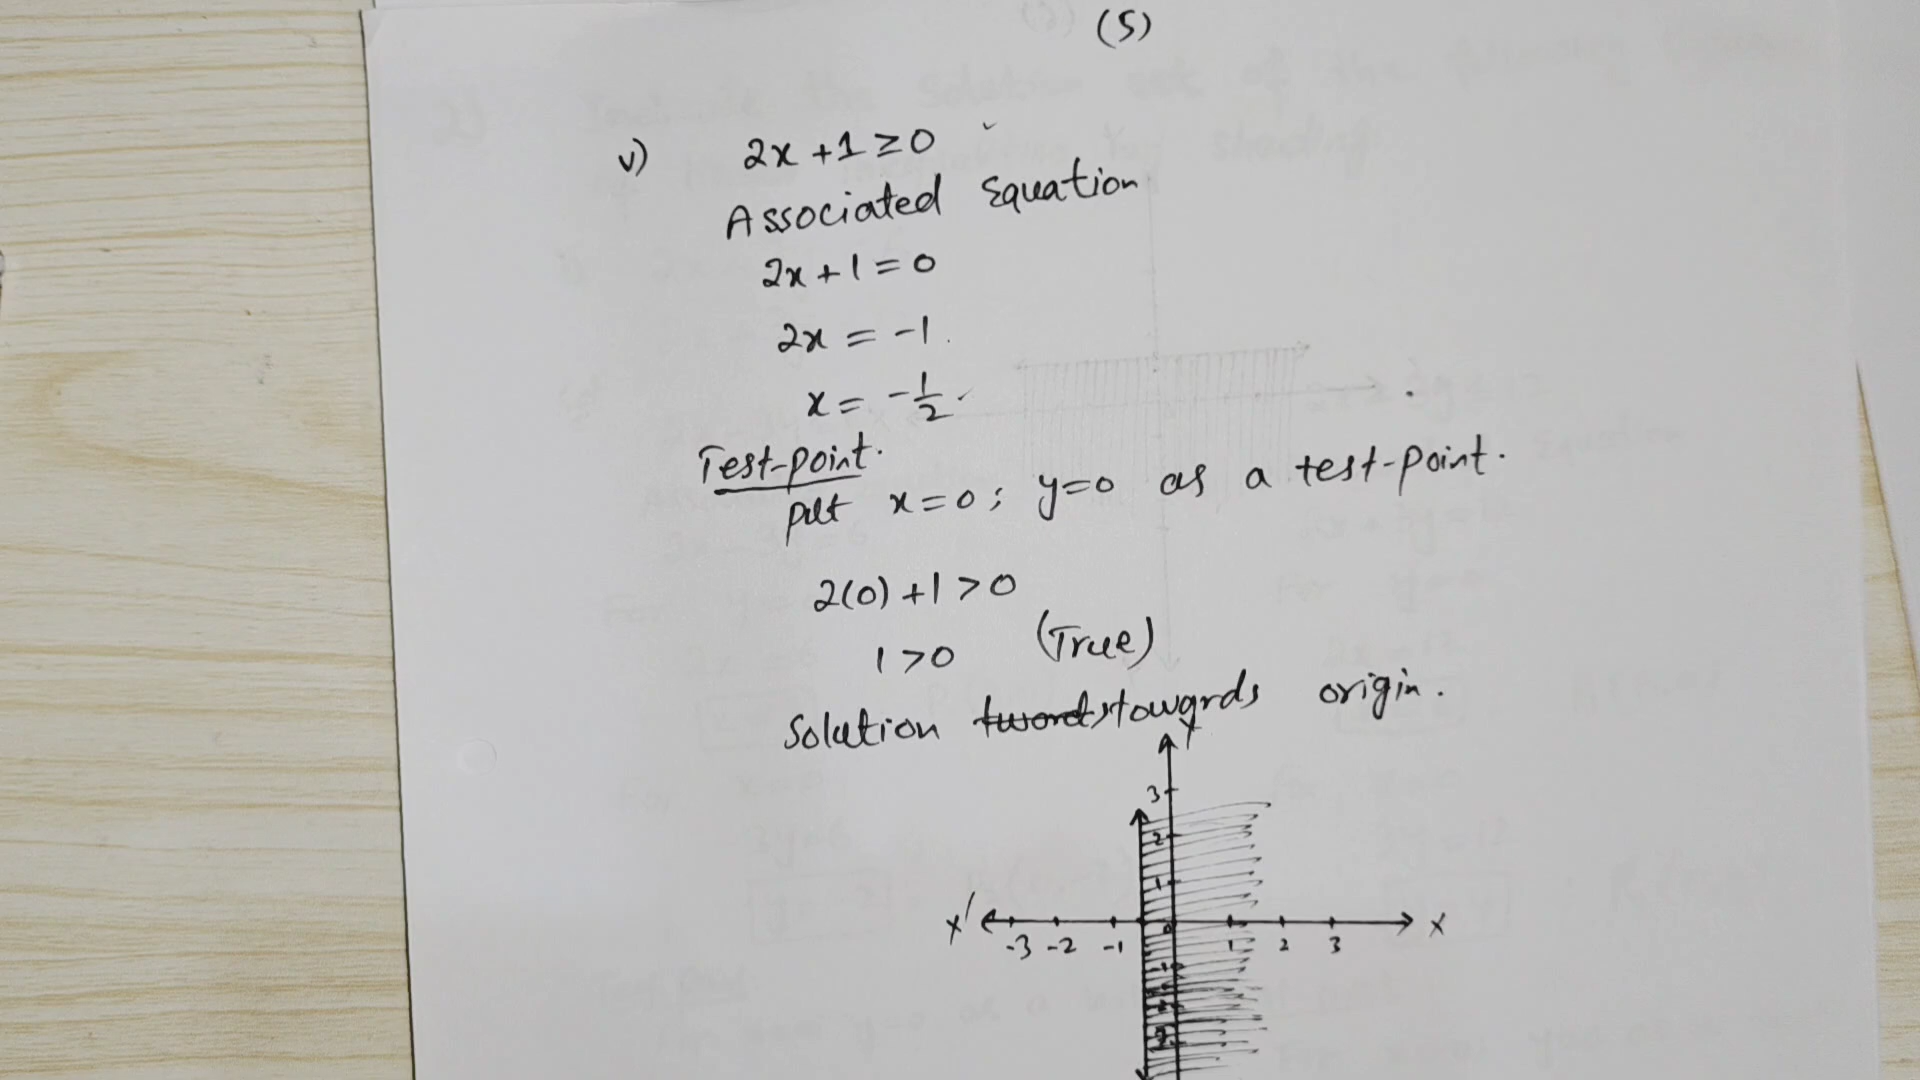 (5)
v) 2x + 1 ≥ 0
Associated Equation
2x + 1 = 0
2x = -1.
x = -1/2.
Test-point.
put x = 0; y = 0 as a test-point.
2(0) + 1 > 0
1 > 0 (True)
Solution towards origin.
Y
3
2
1
X' -3 -2 -1 0 1 2 3 X
-1